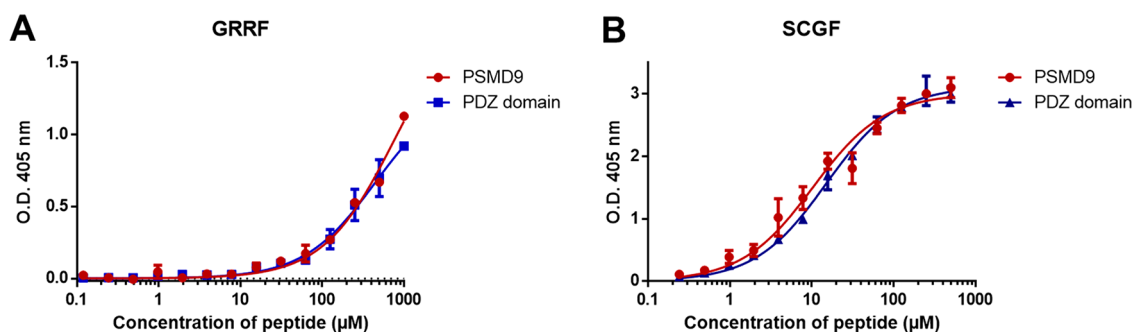 A
GRRF
1.5
1.0
0.5
0.0
O.D. 405 nm
0.1
1
10
100
1000
Concentration of peptide (µM)
PSMD9
PDZ domain
B
SCGF
3
2
1
0
O.D. 405 nm
0.1
1
10
100
1000
Concentration of peptide (µM)
PSMD9
PDZ domain